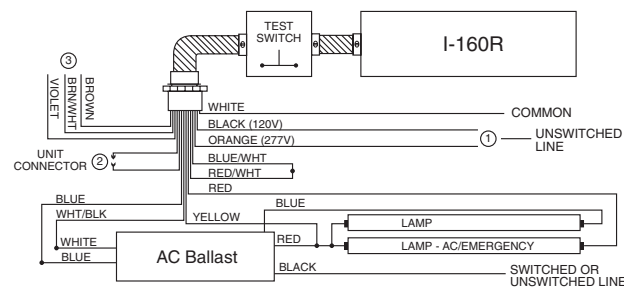 TEST
SWITCH
I-160R
3
VIOLET
BRN/WHT
BROWN
WHITE
COMMON
BLACK (120V)
1
UNSWITCHED
LINE
ORANGE (277V)
UNIT
CONNECTOR
2
BLUE/WHT
RED/WHT
RED
BLUE
BLUE
WHT/BLK
YELLOW
LAMP
WHITE
RED
LAMP - AC/EMERGENCY
BLUE
AC Ballast
BLACK
SWITCHED OR
UNSWITCHED LINE